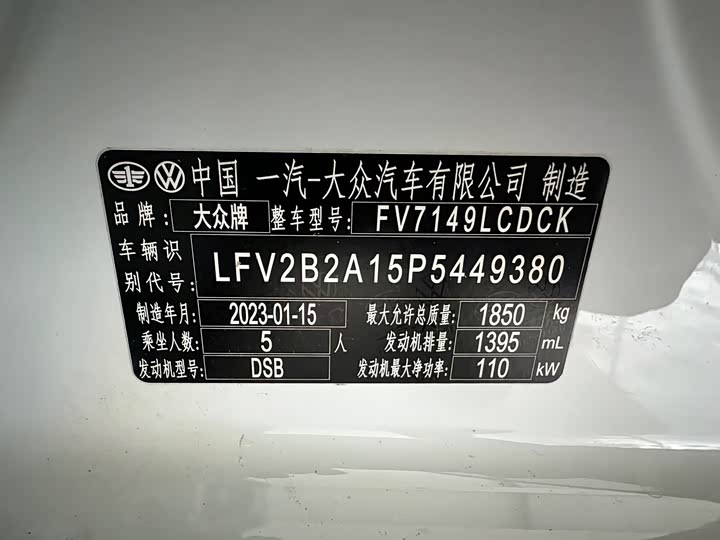 中国 一汽-大众汽车有限公司 制造
品牌: 大众牌 整车型号: FV7149LCDCK
车辆识别代号: LFV2B2A15P5449380
制造年月: 2023-01-15 最大允许总质量: 1850 kg
乘坐人数: 5 人 发动机排量: 1395 mL
发动机型号: DSB 发动机最大净功率: 110 kW